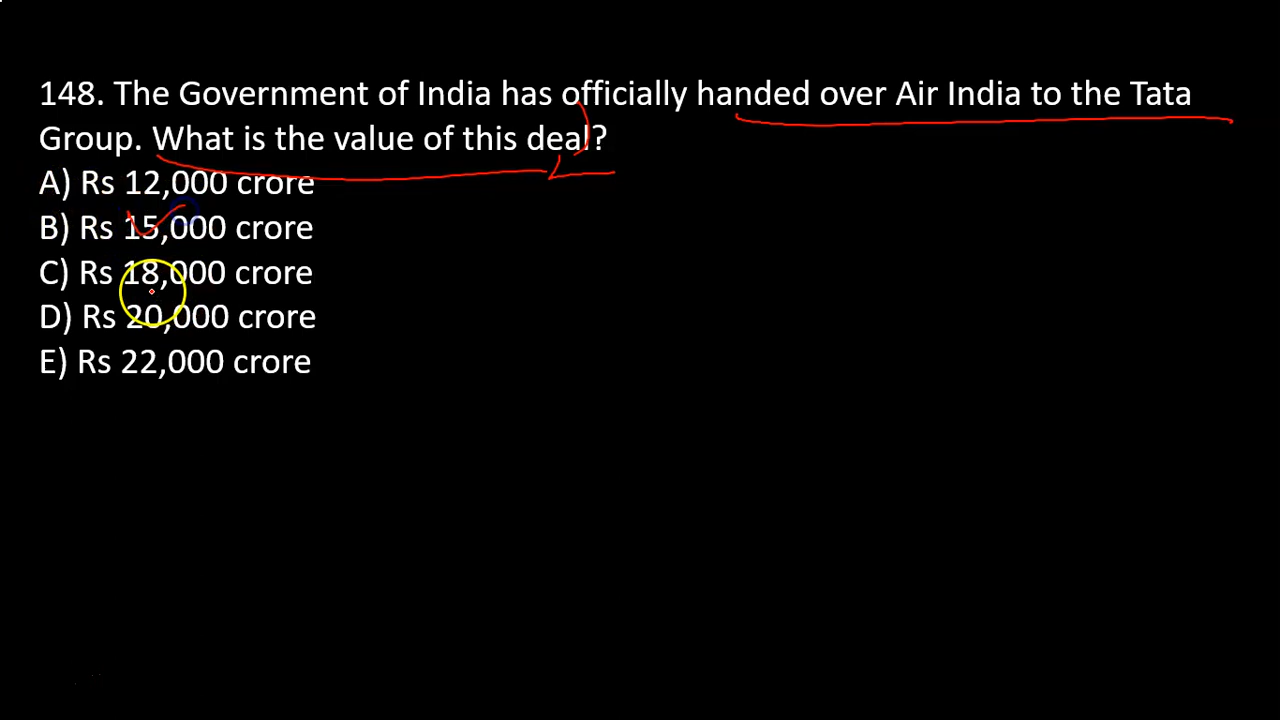 148. The Government of India has officially handed over Air India to the Tata
Group. What is the value of this deal?
A) Rs 12,000 crore
B) Rs 15,000 crore
C) Rs 18,000 crore
D) Rs 20,000 crore
E) Rs 22,000 crore